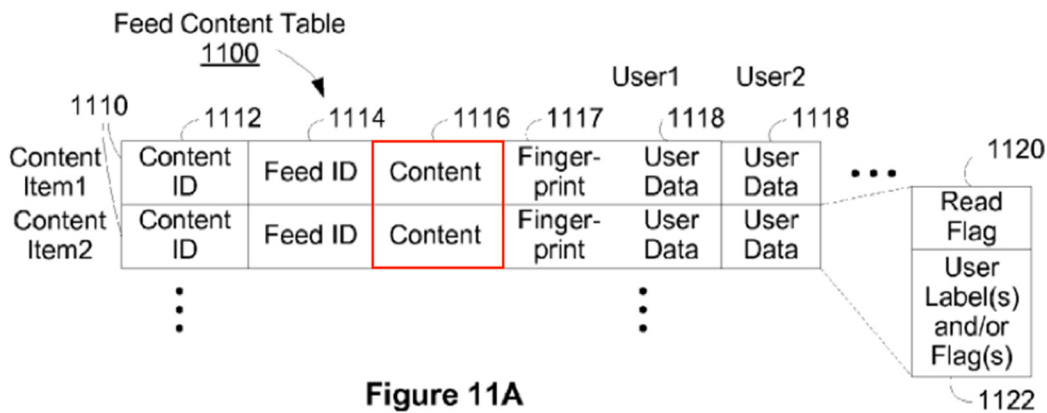 Feed Content Table
1100
User1 User2
1110 1112 1114 1116 1117 1118 1118
Content Item1
Content ID
Feed ID
Content
Finger-
print
User
Data
User
Data
1120
Content Item2
Content ID
Feed ID
Content
Finger-
print
User
Data
User
Data
Read
Flag
User
Label(s)
and/or
Flag(s)
1122
Figure 11A